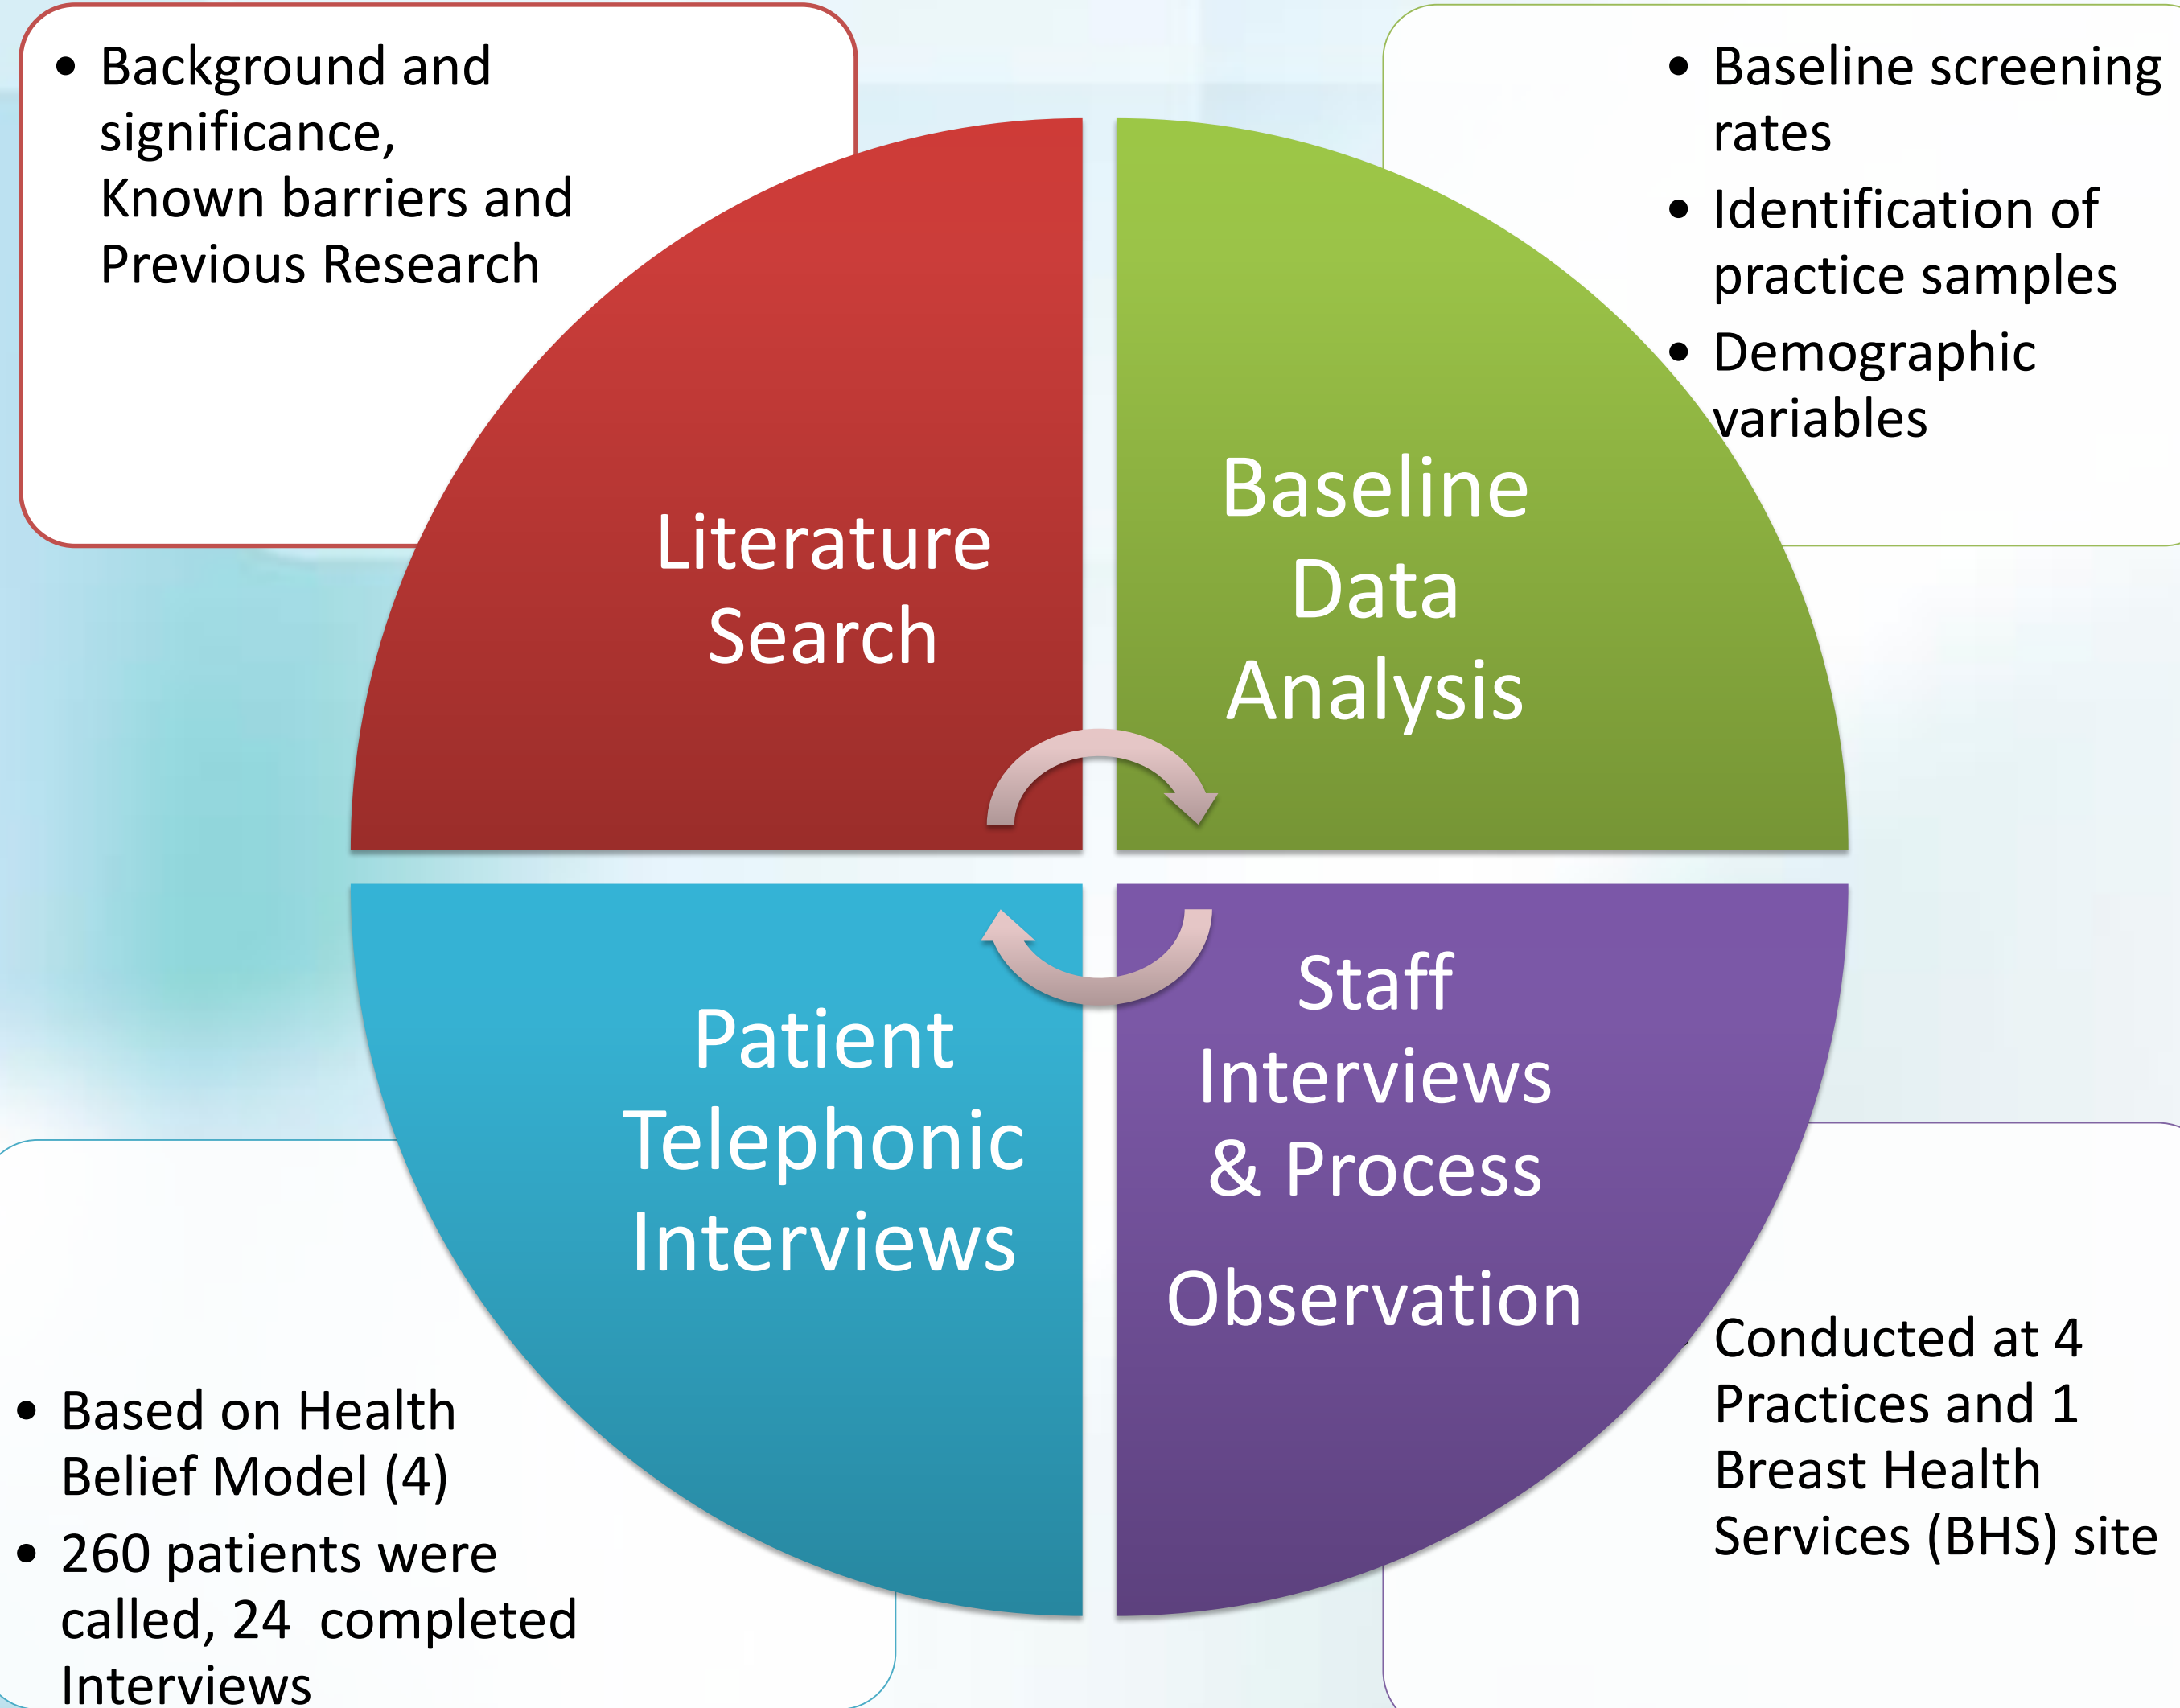 • Background and
significance,
Known barriers and
Previous Research
• Baseline screening
rates
• Identification of
practice samples
• Demographic
variables
Literature
Search
Baseline
Data
Analysis
Patient
Telephonic
Interviews
Staff
Interviews
& Process
Observation
• Based on Health
Belief Model (4)
• 260 patients were
called, 24 completed
Interviews
Conducted at 4
Practices and 1
Breast Health
Services (BHS) site